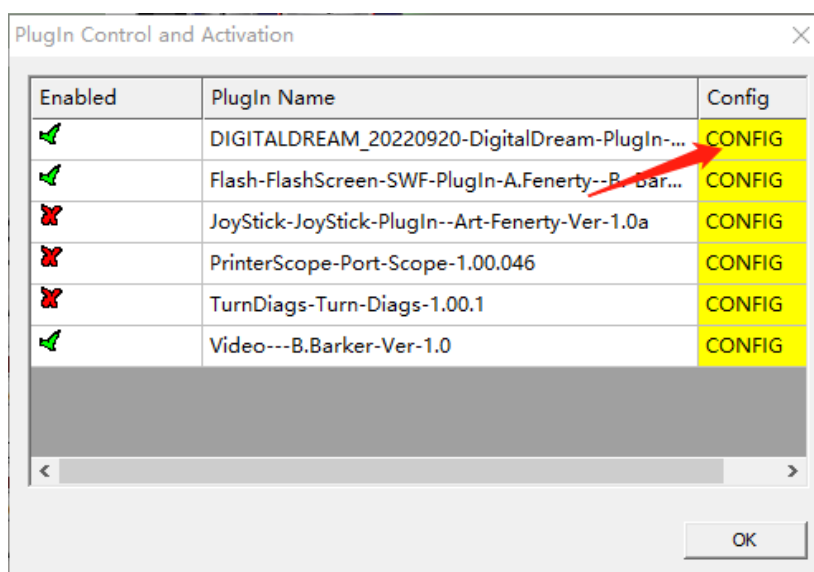 PlugIn Control and Activation
Enabled PlugIn Name Config
DIGITALDREAM_20220920-DigitalDream-PlugIn-... CONFIG
Flash-FlashScreen-SWF-PlugIn-A.Fenerty--B. Bar... CONFIG
JoyStick-JoyStick-PlugIn--Art-Fenerty-Ver-1.0a CONFIG
PrinterScope-Port-Scope-1.00.046 CONFIG
TurnDiags-Turn-Diags-1.00.1 CONFIG
Video---B.Barker-Ver-1.0 CONFIG
OK